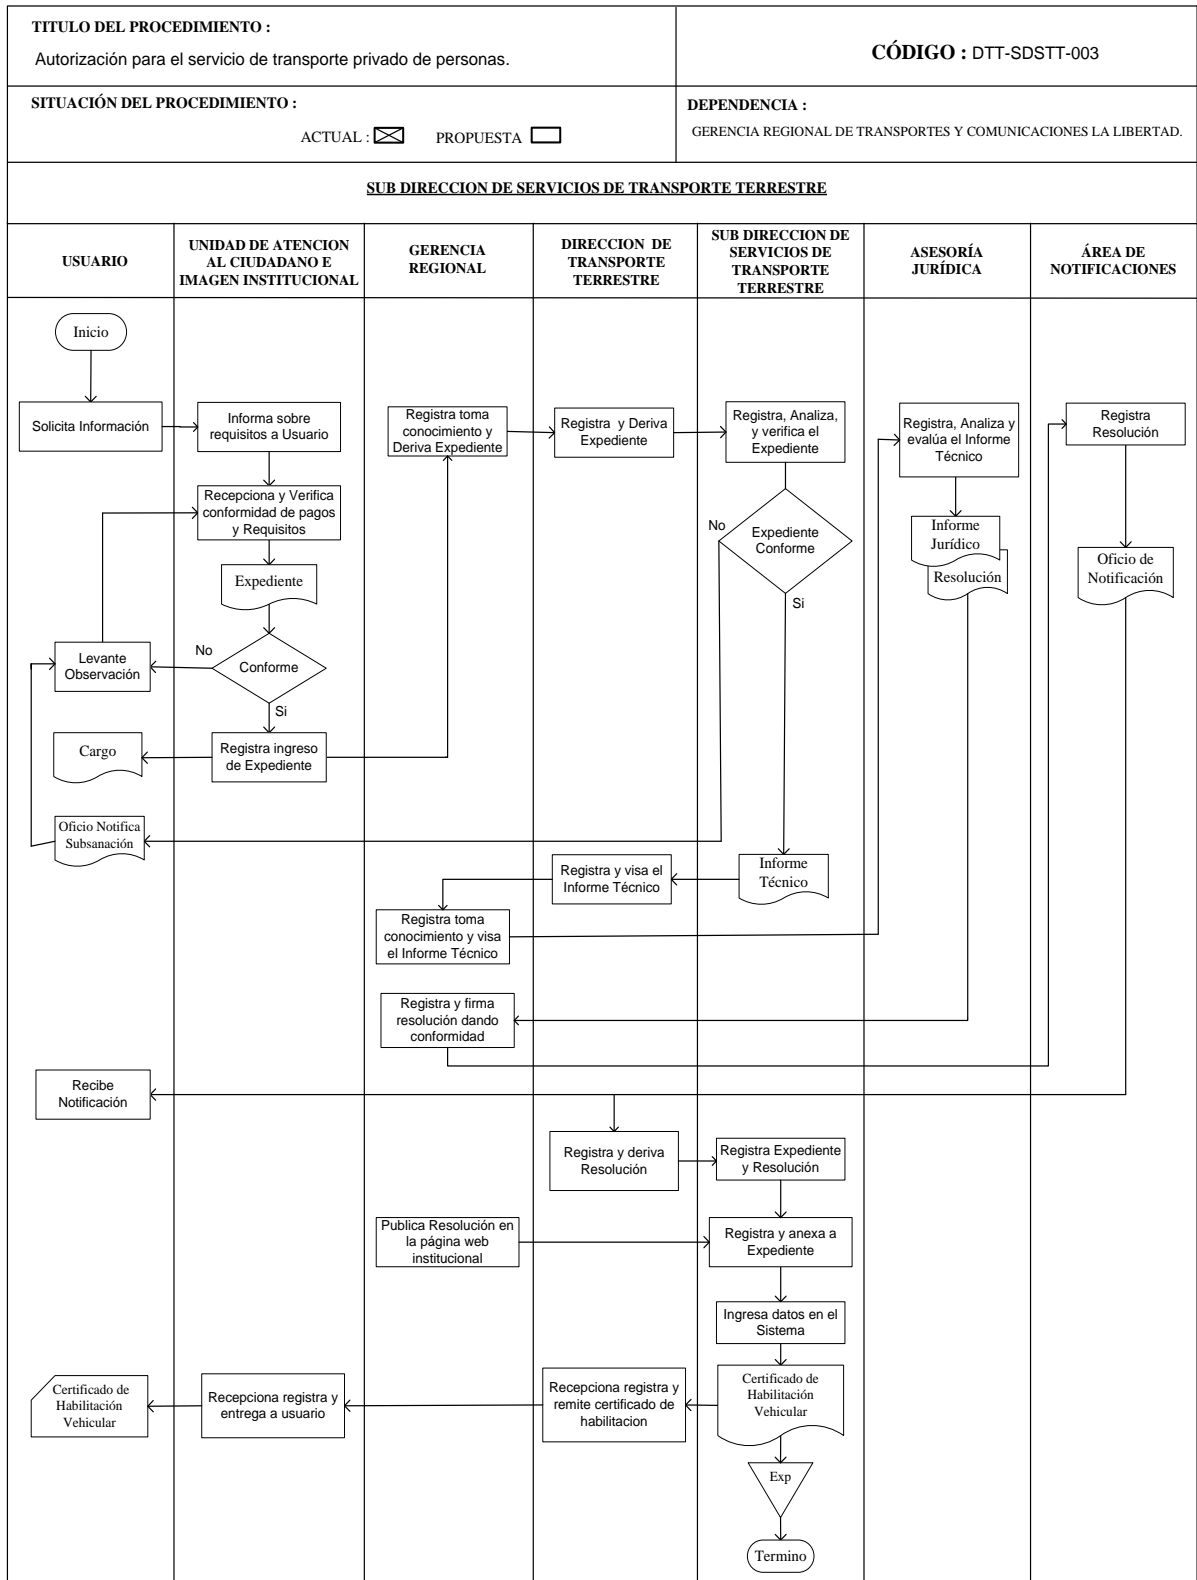 TITULO DEL PROCEDIMIENTO :
Autorización para el servicio de transporte privado de personas.
CÓDIGO : DTT-SDSTT-003
SITUACIÓN DEL PROCEDIMIENTO :
ACTUAL :
PROPUESTA
DEPENDENCIA :
GERENCIA REGIONAL DE TRANSPORTES Y COMUNICACIONES LA LIBERTAD.
SUB DIRECCION DE SERVICIOS DE TRANSPORTE TERRESTRE
USUARIO
UNIDAD DE ATENCION
AL CIUDADANO E
IMAGEN INSTITUCIONAL
GERENCIA
REGIONAL
DIRECCION DE
TRANSPORTE
TERRESTRE
SUB DIRECCION DE
SERVICIOS DE
TRANSPORTE
TERRESTRE
ASESORÍA
JURÍDICA
ÁREA DE
NOTIFICACIONES
Inicio
Solicita Información
Informa sobre
requisitos a Usuario
Registra toma
conocimiento y
Deriva Expediente
Registra y Deriva
Expediente
Registra, Analiza,
y verifica el
Expediente
Registra, Analiza y
evalúa el Informe
Técnico
Registra
Resolución
Recepciona y Verifica
conformidad de pagos
y Requisitos
No
Expediente
Conforme
Si
Informe
Jurídico
Resolución
Oficio de
Notificación
Expediente
Levante
Observación
No
Conforme
Si
Cargo
Registra ingreso
de Expediente
Oficio Notifica
Subsanación
Registra y visa el
Informe Técnico
Informe
Técnico
Registra toma
conocimiento y visa
el Informe Técnico
Registra y firma
resolución dando
conformidad
Recibe
Notificación
Registra y deriva
Resolución
Registra Expediente
y Resolución
Publica Resolución en
la página web
institucional
Registra y anexa a
Expediente
Ingresa datos en el
Sistema
Certificado de
Habilitación
Vehicular
Recepciona registra y
entrega a usuario
Recepciona registra y
remite certificado de
habilitacion
Certificado de
Habilitación
Vehicular
Exp
Termino